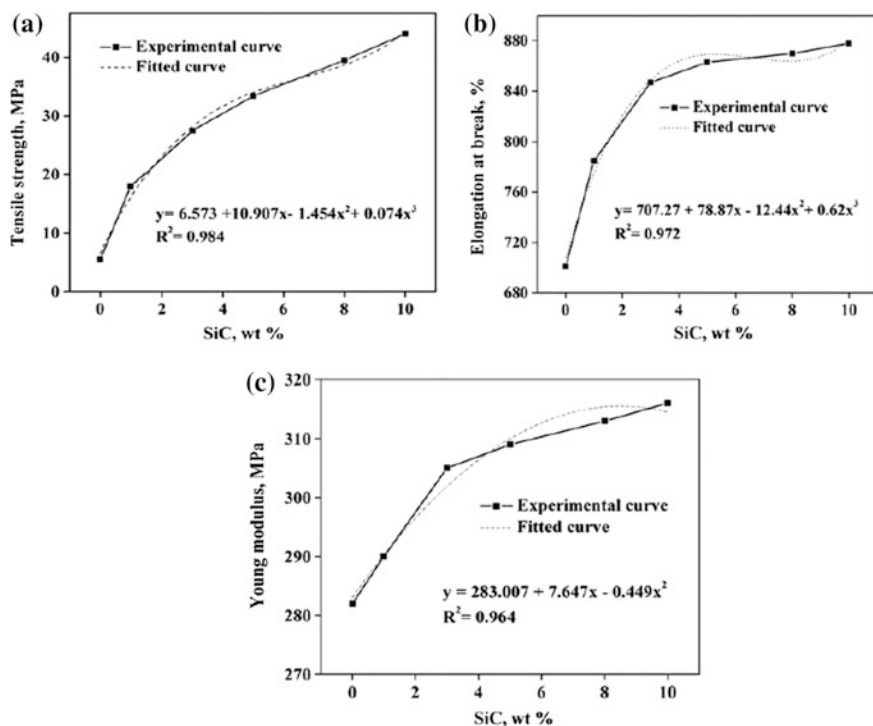 (a)
Tensile strength, MPa
40
30
20
10
0
Experimental curve
Fitted curve
y= 6.573 +10.907x- 1.454x²+ 0.074x³
R²= 0.984
0 2 4 6 8 10
SiC, wt %
(b)
Elongation at break, %
880
840
800
760
720
680
Experimental curve
Fitted curve
y= 707.27 + 78.87x - 12.44x²+ 0.62x³
R²= 0.972
0 2 4 6 8 10
SiC, wt %
(c)
Young modulus, MPa
320
310
300
290
280
270
Experimental curve
Fitted curve
y = 283.007 + 7.647x - 0.449x²
R²= 0.964
0 2 4 6 8 10
SiC, wt %